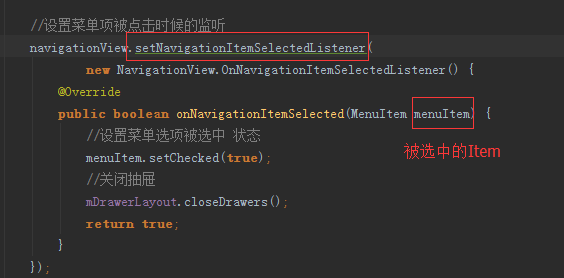 //设置菜单项被点击时候的监听
navigationView.setNavigationItemSelectedListener(
new NavigationView.OnNavigationItemSelectedListener() {
@Override
public boolean onNavigationItemSelected(MenuItem menuItem) {
//设置菜单选项被选中 状态
menuItem.setChecked(true);
被选中的Item
//关闭抽屉
mDrawerLayout.closeDrawers();
return true;
}
});